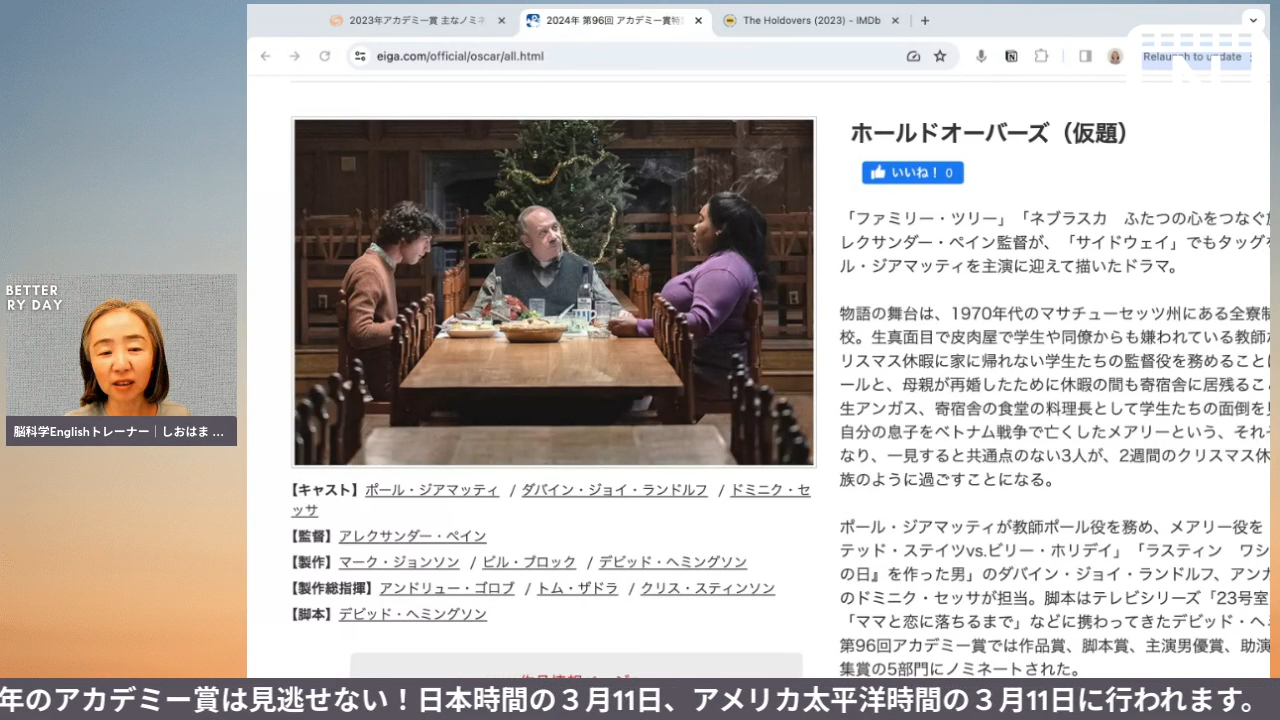 2023年アカデミー賞 主なノミネ
2024年 第96回 アカデミー賞特
The Holdovers (2023) - IMDb
eiga.com/official/oscar/all.html
Relaunch to update
ホールドオーバーズ（仮題）
いいね！ 0
「ファミリー・ツリー」「ネブラスカ　ふたつの心をつなぐ
レクサンダー・ペイン監督が、「サイドウェイ」でもタッグ
ル・ジアマッティを主演に迎えて描いたドラマ。
物語の舞台は、1970年代のマサチューセッツ州にある全寮制
校。生真面目で皮肉屋で学生や同僚からも嫌われている教師
リスマス休暇に家に帰れない学生たちの監督役を務めること
ールと、母親が再婚したために休暇の間も寄宿舎に居残るこ
生アンガス、寄宿舎の食堂の料理長として学生たちの面倒を見
自分の息子をベトナム戦争で亡くしたメアリーという、それそ
なり、一見すると共通点のない3人が、2週間のクリスマス休
族のように過ごすことになる。
ポール・ジアマッティが教師ポール役を務め、メアリー役を
テッド・ステイツvs.ビリー・ホリデイ」「ラスティン　ワシ
の日』を作った男」のダバイン・ジョイ・ランドルフ、アンガ
のドミニク・セッサが担当。脚本はテレビシリーズ「23号室
「ママと恋に落ちるまで」などに携わってきたデビッド・ヘ
第96回アカデミー賞では作品賞、脚本賞、主演男優賞、助演
集賞の5部門にノミネートされた。
【キャスト】ポール・ジアマッティ / ダバイン・ジョイ・ランドルフ / ドミニク・セ
ッサ
【監督】アレクサンダー・ペイン
【製作】マーク・ジョンソン / ビル・ブロック / デビッド・ヘミングソン
【製作総指揮】アンドリュー・ゴロブ / トム・ザドラ / クリス・スティンソン
【脚本】デビッド・ヘミングソン
BETTER
RY DAY
脳科学Englishトレーナー｜しおはま ...
年のアカデミー賞は見逃せない！日本時間の３月11日、アメリカ太平洋時間の３月11日に行われます。